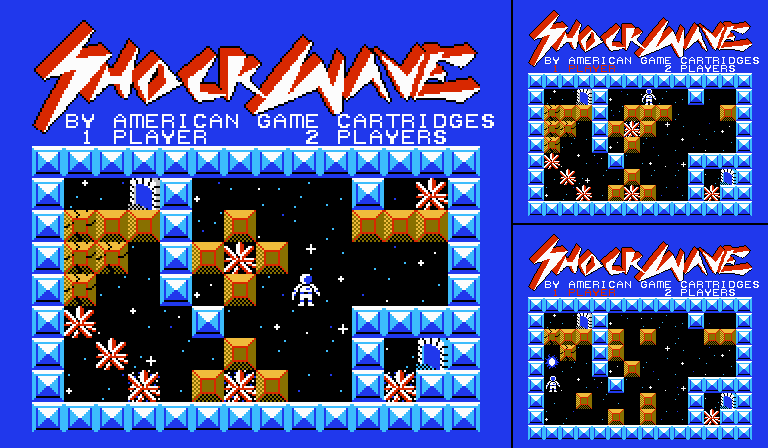 SHOCKWAVE
BY AMERICAN GAME CARTRIDGES
1 PLAYER 2 PLAYERS
SHOCKWAVE
BY AMERICAN GAME CARTRIDGES
2 PLAYERS
SHOCKWAVE
BY AMERICAN GAME CARTRIDGES
2 PLAYERS